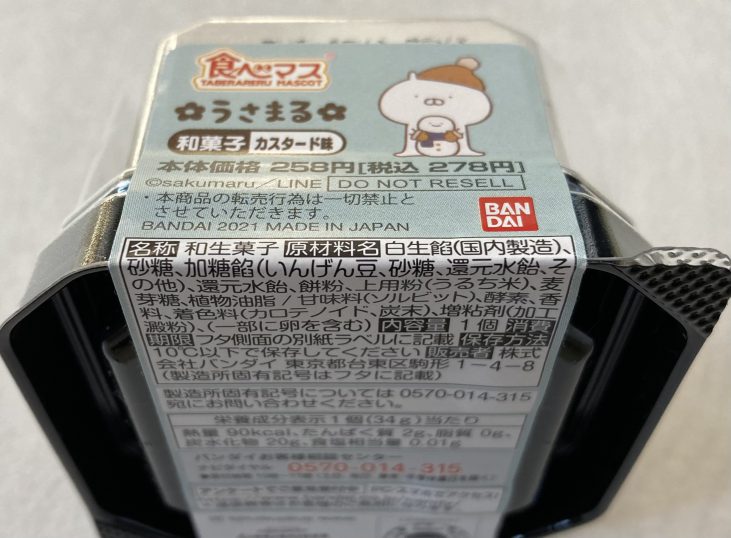 食べマス
TABERARERU MASCOT
✿うさまる✿
和菓子 カスタード味
本体価格 258円[税込 278円]
©sakumaru／LINE DO NOT RESELL
・本商品の転売行為は一切禁止と
させていただきます。
BANDAI 2021 MADE IN JAPAN
BAN
DAI
名称 和生菓子 原材料名 白生餡(国内製造)、
砂糖、加糖餡(いんげん豆、砂糖、還元水飴、そ
の他)、還元水飴、餅粉、上用粉(うるち米)、麦
芽糖、植物油脂 / 甘味料(ソルビット)、酵素、香
料、着色料(カロテノイド、炭末)、増粘剤(加工
澱粉)、(一部に卵を含む) 内容量 1個 消費
期限 フタ側面の別紙ラベルに記載 保存方法
10℃以下で保存してください 販売者 株式
会社バンダイ 東京都台東区駒形 1－4－8
(製造所固有記号はフタに記載)
製造所固有記号については 0570-014-315
宛にお問い合わせください。
栄養成分表示1個(34g)当たり
熱量 90kcal、たんぱく質 2g、脂質 0g、
炭水化物 20g、食塩相当量 0.01g
バンダイお客様相談センター
ナビダイヤル 0570-014-315